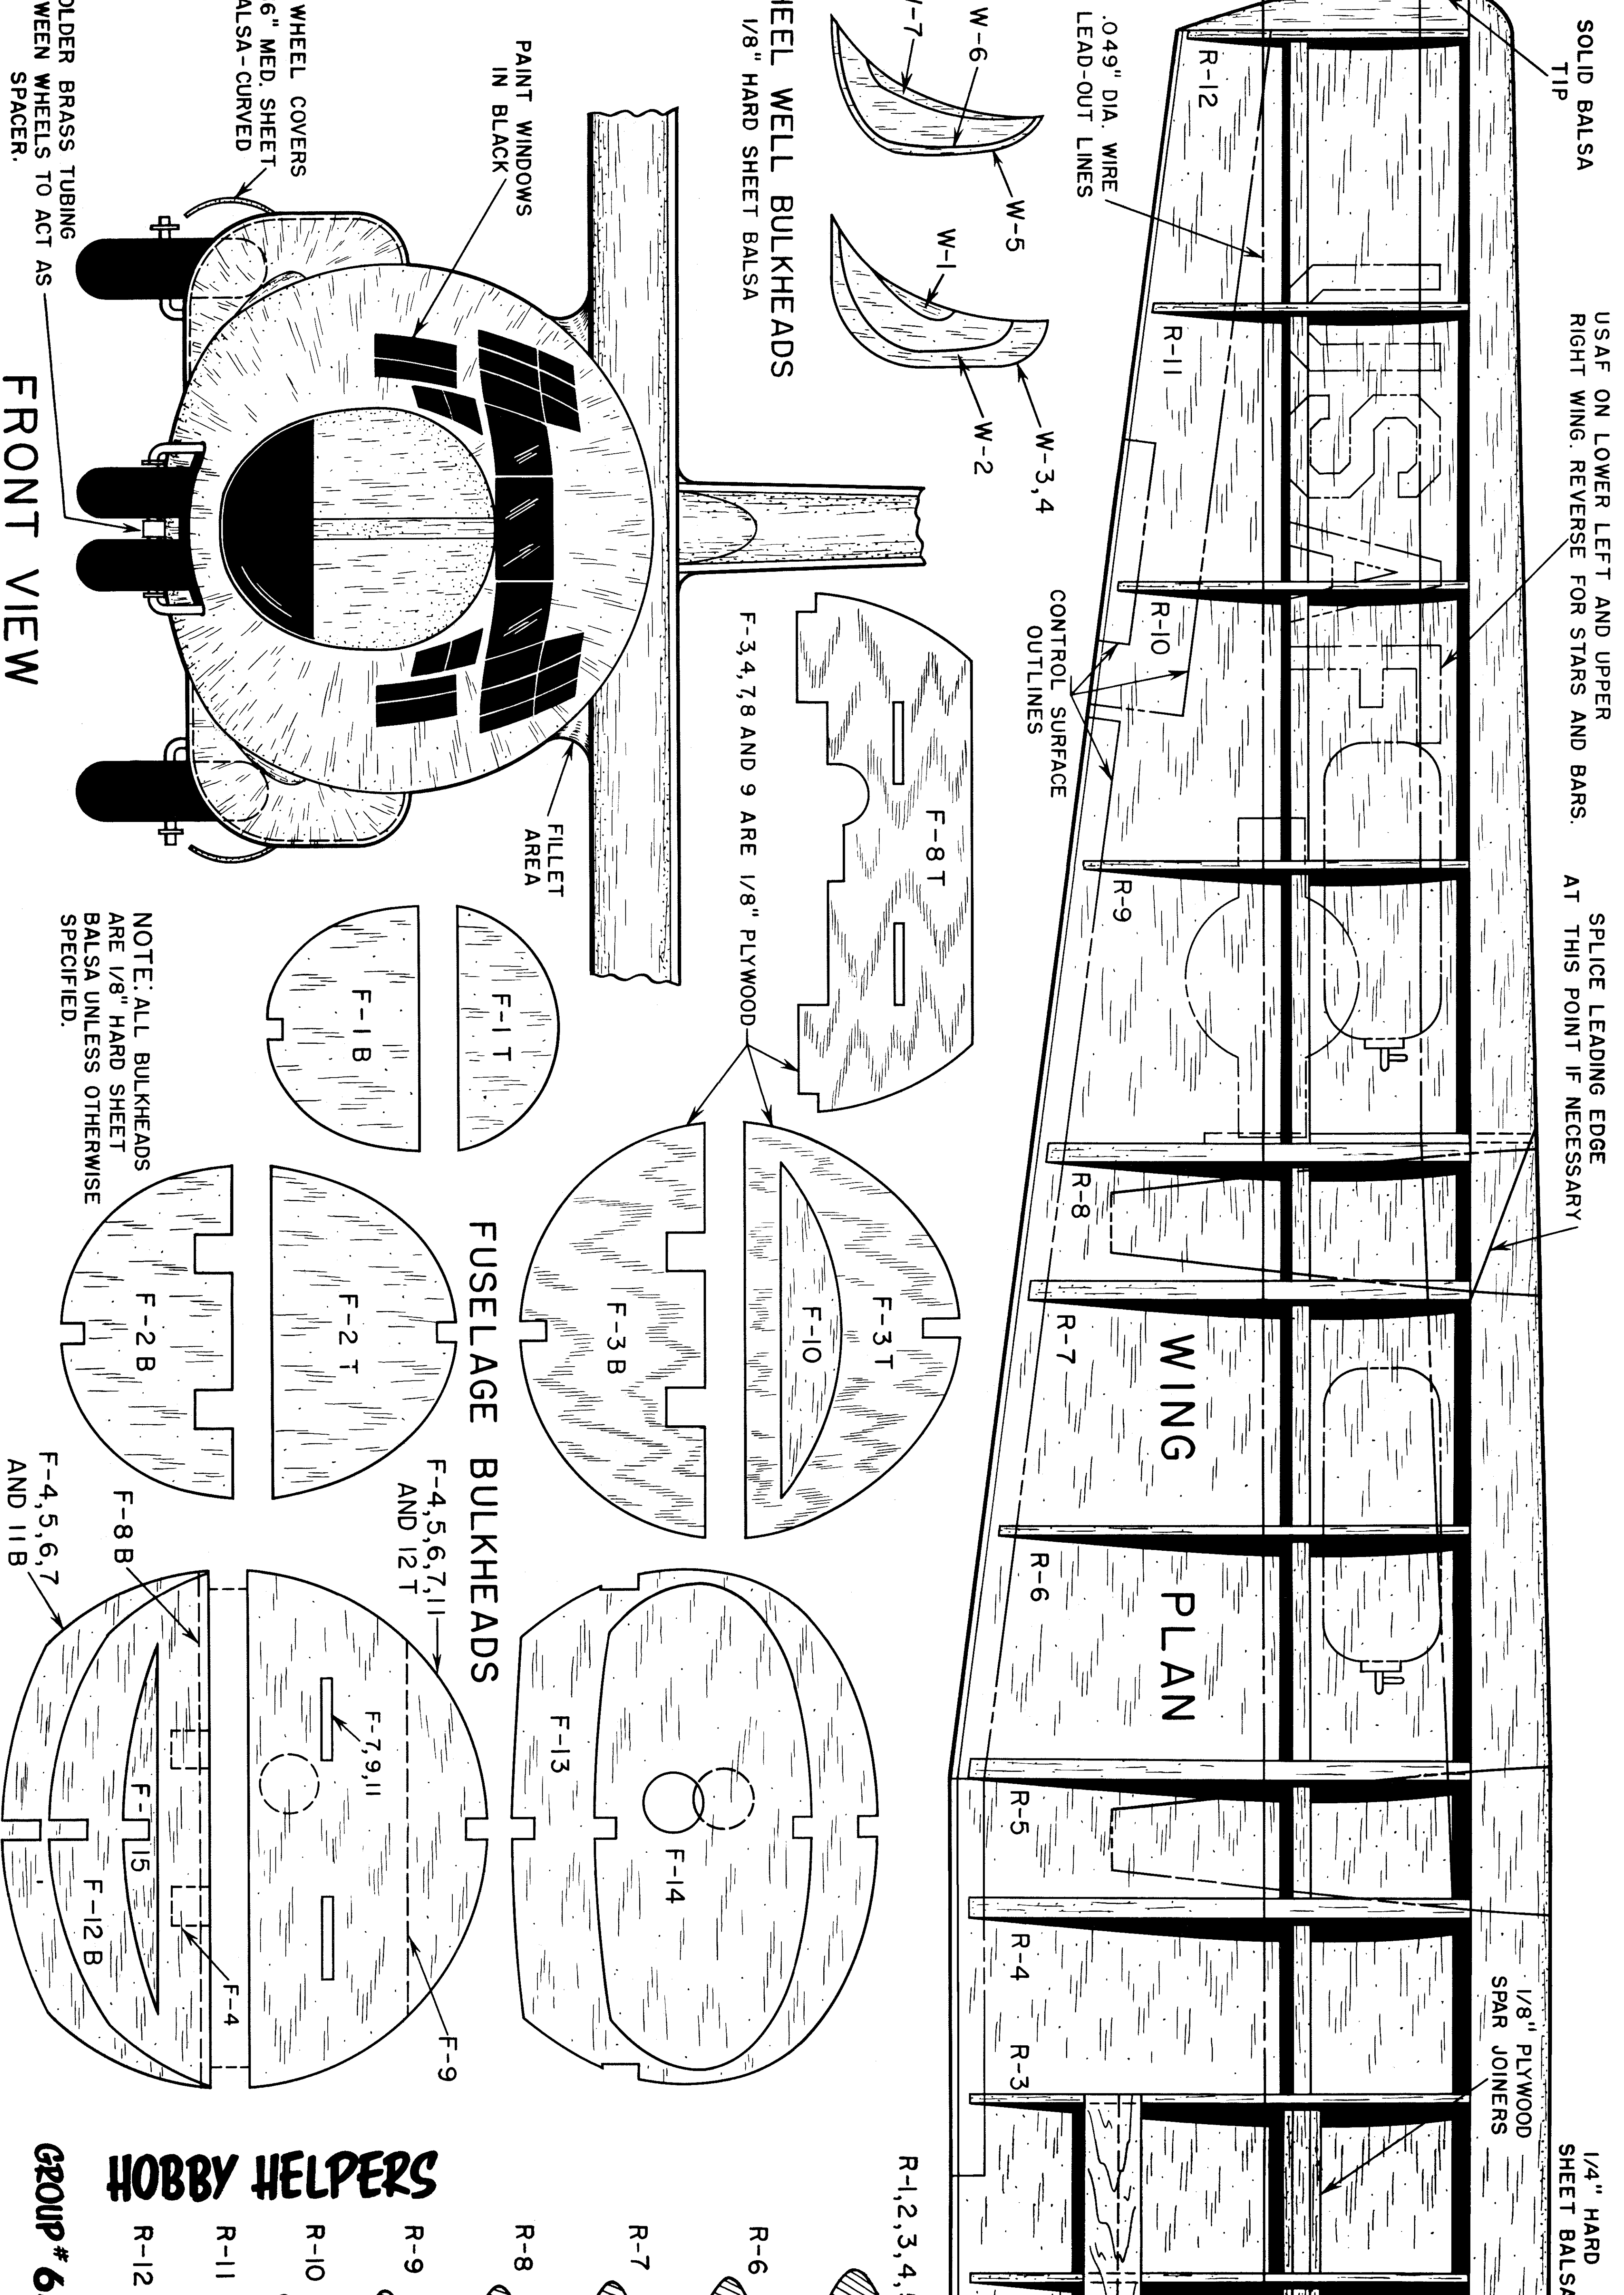 SOLID BALSA
TIP
USAF ON LOWER LEFT AND UPPER
RIGHT WING. REVERSE FOR STARS AND BARS.
SPLICE LEADING EDGE
AT THIS POINT IF NECESSARY
1/4" HARD
SHEET BALSA
1/8" PLYWOOD
SPAR JOINERS
USAF
R-12
R-11
R-10
R-9
R-8
R-7
R-6
R-5
R-4
R-3
WING PLAN
.049" DIA. WIRE
LEAD-OUT LINES
CONTROL SURFACE
OUTLINES
W-6
W-5
W-1
W-3,4
W-2
1/8" HARD SHEET BALSA
BULKHEADS
WELL
F-8 T
F-3,4,7,8 AND 9 ARE 1/8" PLYWOOD
F-3 T
F-10
F-3 B
F-13
F-14
R-1,2,3,4,
PAINT WINDOWS
IN BLACK
FILLET
AREA
F-1 T
F-1 B
FUSELAGE BULKHEADS
F-2 T
F-2 B
F-4,5,6,7,11
AND 12 T
F-7,9,11
F-9
F-8 B
F-15
F-4
F-12 B
F-4,5,6,7
AND 11 B
WHEEL COVERS
6" MED. SHEET
ALSA-CURVED
OLDER BRASS TUBING
WEEN WHEELS TO ACT AS
SPACER.
FRONT VIEW
NOTE: ALL BULKHEADS
ARE 1/8" HARD SHEET
BALSA UNLESS OTHERWISE
SPECIFIED.
HOBBY HELPERS
GROUP # 6
R-6
R-7
R-8
R-9
R-10
R-11
R-12